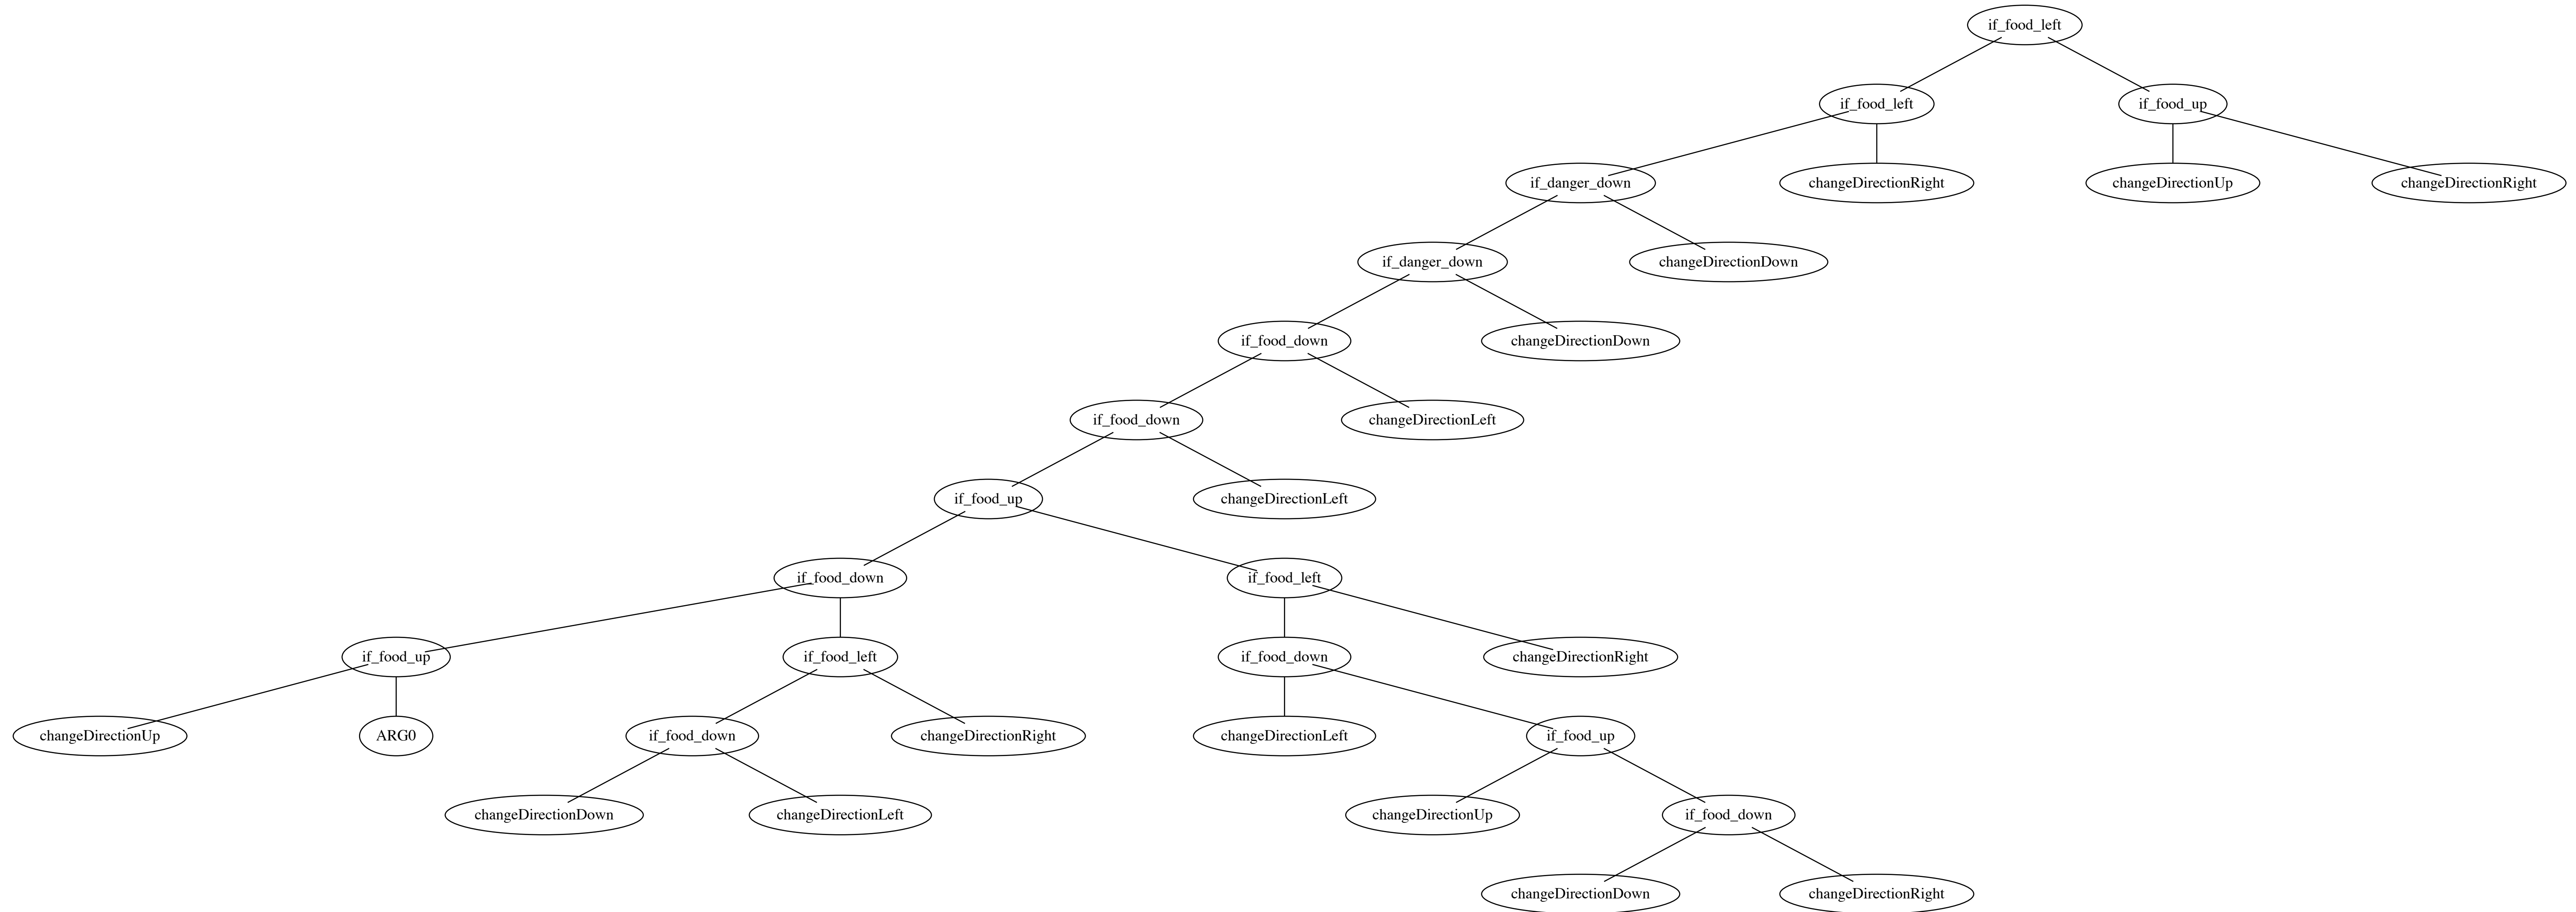 if_food_left
if_food_left
if_food_up
if_danger_down
changeDirectionRight
changeDirectionUp
changeDirectionRight
if_danger_down
changeDirectionDown
if_food_down
changeDirectionDown
if_food_down
changeDirectionLeft
if_food_up
changeDirectionLeft
if_food_down
if_food_left
if_food_up
if_food_left
if_food_down
changeDirectionRight
changeDirectionUp
ARG0
if_food_down
changeDirectionRight
changeDirectionLeft
if_food_up
changeDirectionDown
changeDirectionLeft
changeDirectionUp
if_food_down
changeDirectionDown
changeDirectionRight